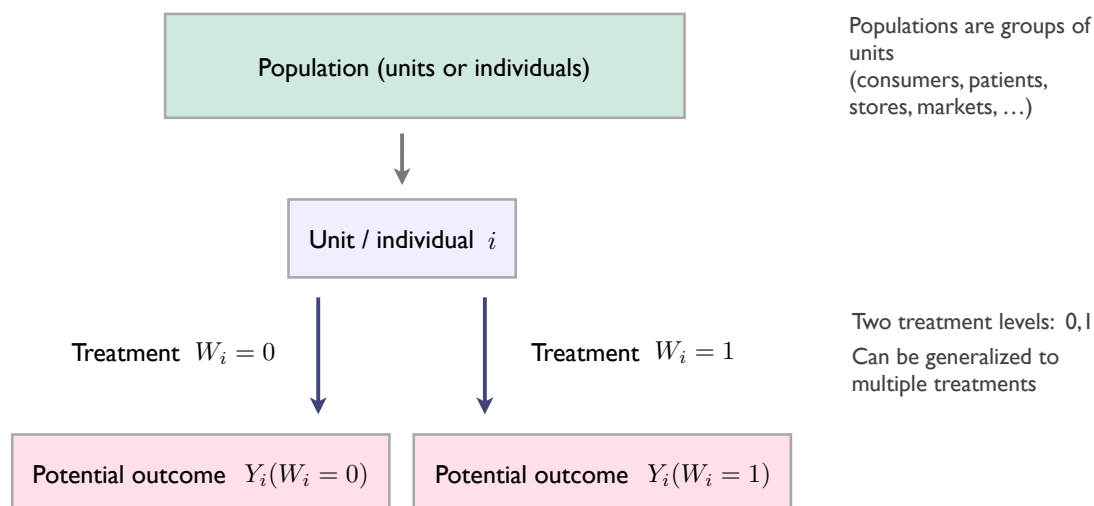 Population (units or individuals)
Populations are groups of
units
(consumers, patients,
stores, markets, …)
Unit / individual i
Treatment W_i = 0
Treatment W_i = 1
Two treatment levels: 0,1
Can be generalized to
multiple treatments
Potential outcome Y_i(W_i = 0)
Potential outcome Y_i(W_i = 1)